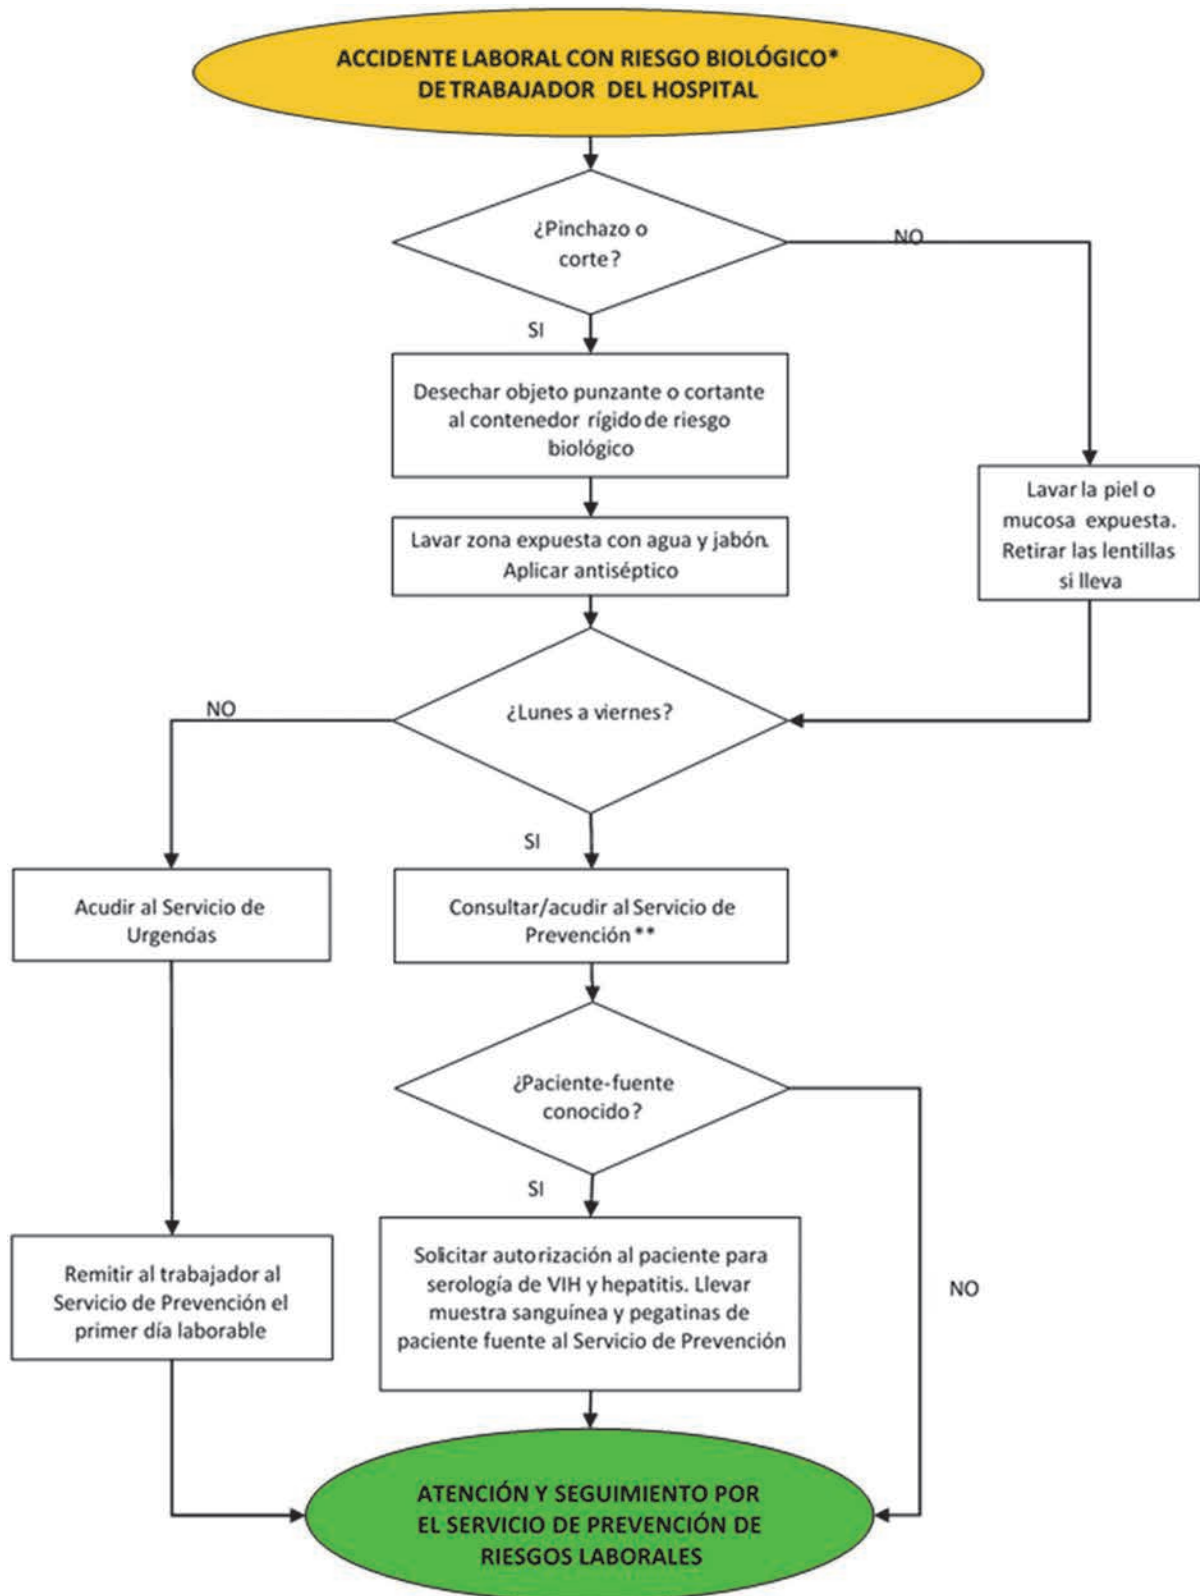 ACCIDENTE LABORAL CON RIESGO BIOLÓGICO*
DE TRABAJADOR DEL HOSPITAL
¿Pinchazo o
corte?
NO
SI
Desechar objeto punzante o cortante
al contenedor rígido de riesgo
biológico
Lavar la piel o
mucosa expuesta.
Retirar las lentillas
si lleva
Lavar zona expuesta con agua y jabón.
Aplicar antiséptico
¿Lunes a viernes?
NO
SI
Acudir al Servicio de
Urgencias
Consultar/acudir al Servicio de
Prevención **
¿Paciente-fuente
conocido?
SI
NO
Remitir al trabajador al
Servicio de Prevención el
primer día laborable
Solicitar autorización al paciente para
serología de VIH y hepatitis. Llevar
muestra sanguínea y pegatinas de
paciente fuente al Servicio de Prevención
ATENCIÓN Y SEGUIMIENTO POR
EL SERVICIO DE PREVENCIÓN DE
RIESGOS LABORALES